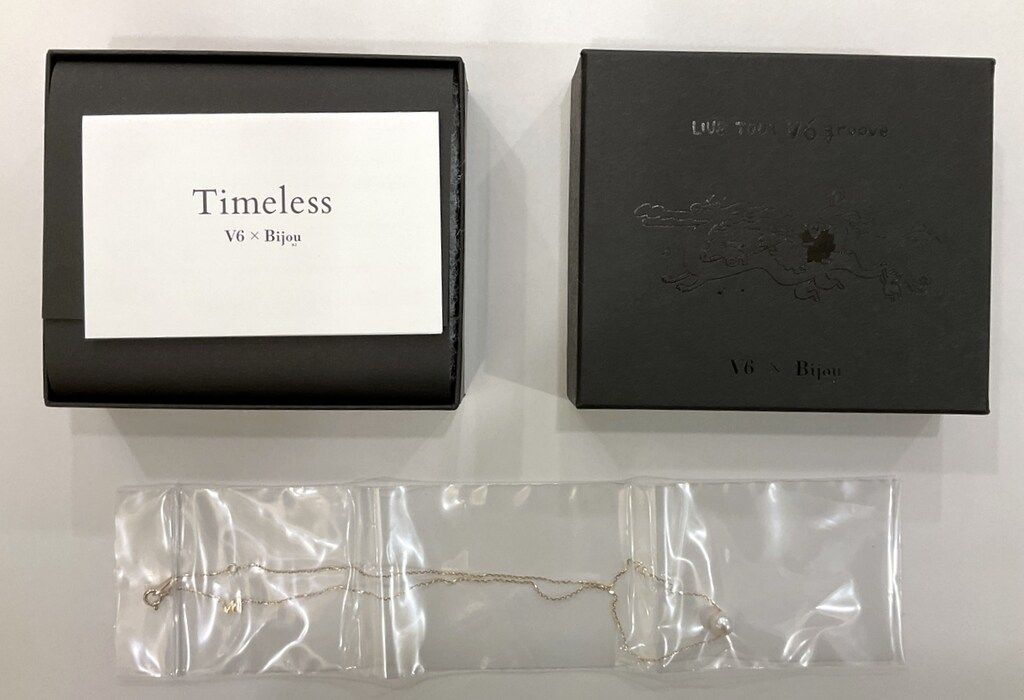 Timeless
V6 × Bijou
LIVE TOUR V6 groove
V6 × Bijou